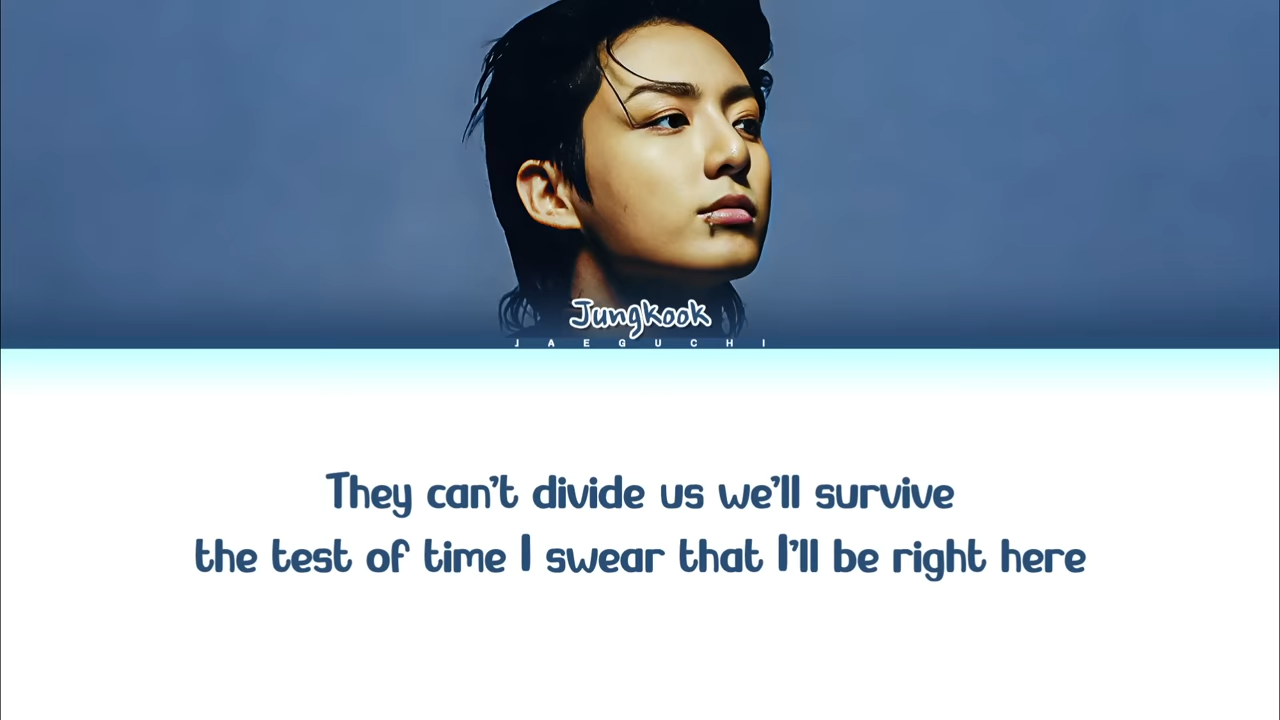 Jungkook
JAEGUCHI
They can't divide us we'll survive
the test of time I swear that I'll be right here